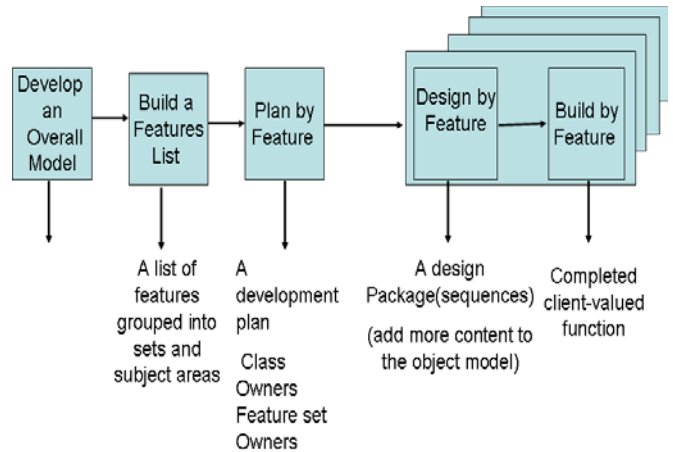 Develop
an
Overall
Model
Build a
Features
List
Plan by
Feature
Design by
Feature
Build by
Feature
A list of
features
grouped into
sets and
subject areas
A
development
plan
Class
Owners
Feature set
Owners
A design
Package(sequences)
(add more content to
the object model)
Completed
client-valued
function